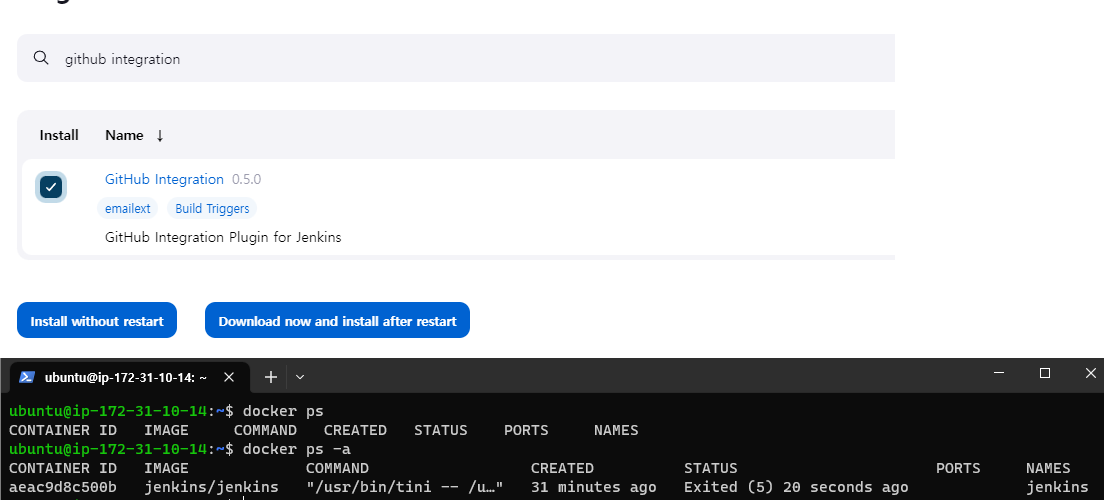 github integration
Install Name ↓
GitHub Integration 0.5.0
emailext Build Triggers
GitHub Integration Plugin for Jenkins
Install without restart Download now and install after restart
ubuntu@ip-172-31-10-14: ~
ubuntu@ip-172-31-10-14:~$ docker ps
CONTAINER ID IMAGE COMMAND CREATED STATUS PORTS NAMES
ubuntu@ip-172-31-10-14:~$ docker ps -a
CONTAINER ID IMAGE COMMAND CREATED STATUS PORTS NAMES
aeac9d8c500b jenkins/jenkins "/usr/bin/tini -- /u…" 31 minutes ago Exited (5) 20 seconds ago jenkins